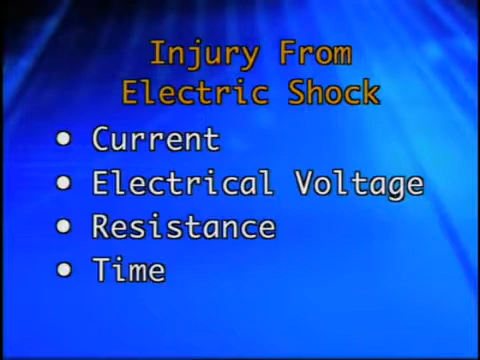 Injury From
Electric Shock
• Current
• Electrical Voltage
• Resistance
• Time